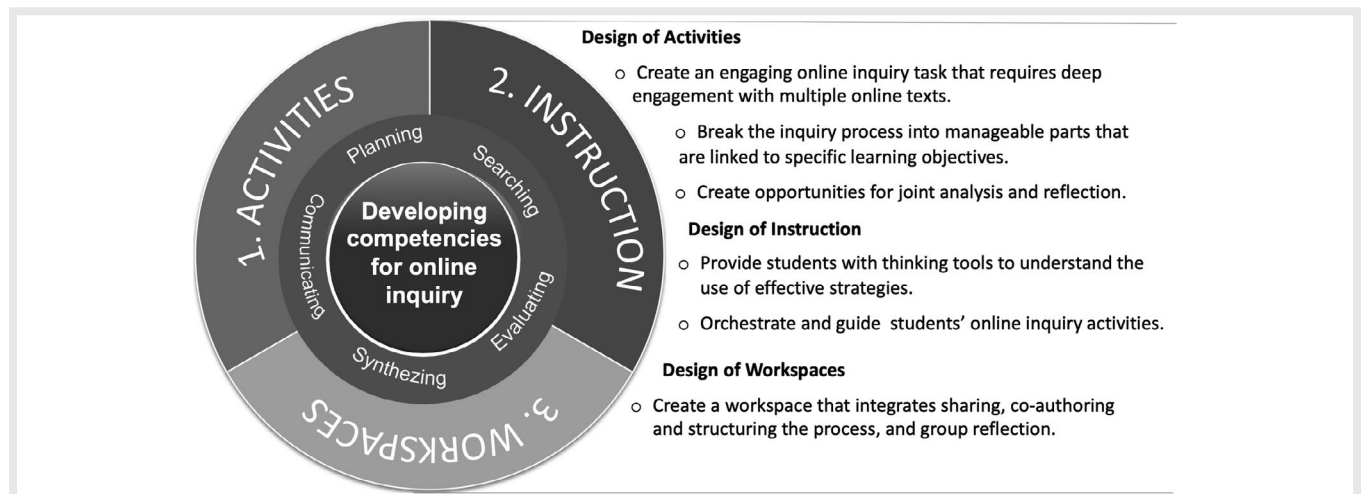 1. ACTIVITIES
2. INSTRUCTION
3. WORKSPACES
Planning
Searching
Evaluating
Synthezing
Communicating
Developing
competencies
for online
inquiry
Design of Activities
o Create an engaging online inquiry task that requires deep
engagement with multiple online texts.
o Break the inquiry process into manageable parts that
are linked to specific learning objectives.
o Create opportunities for joint analysis and reflection.
Design of Instruction
o Provide students with thinking tools to understand the
use of effective strategies.
o Orchestrate and guide students' online inquiry activities.
Design of Workspaces
o Create a workspace that integrates sharing, co-authoring
and structuring the process, and group reflection.